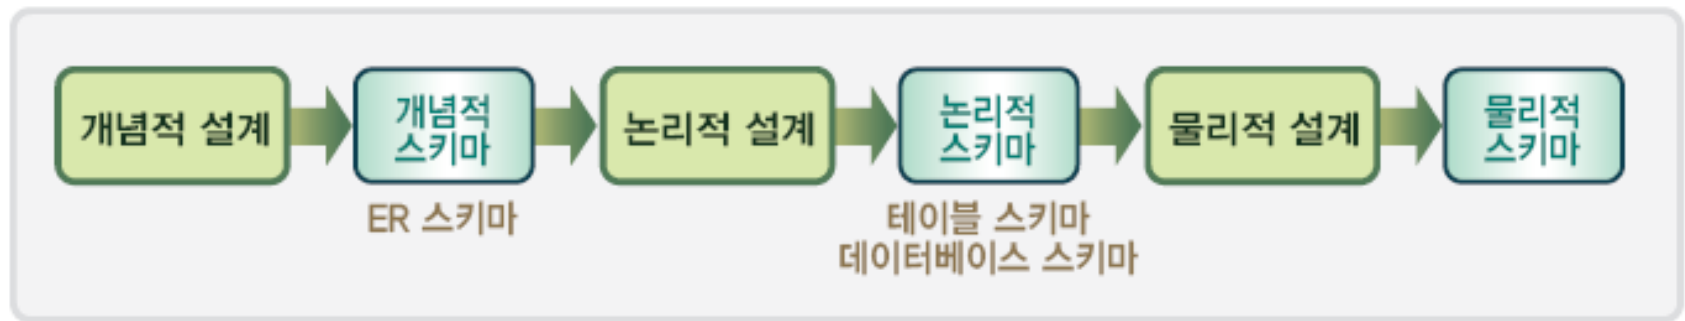 개념적 설계
개념적
스키마
논리적 설계
논리적
스키마
물리적 설계
물리적
스키마
ER 스키마
테이블 스키마
데이터베이스 스키마